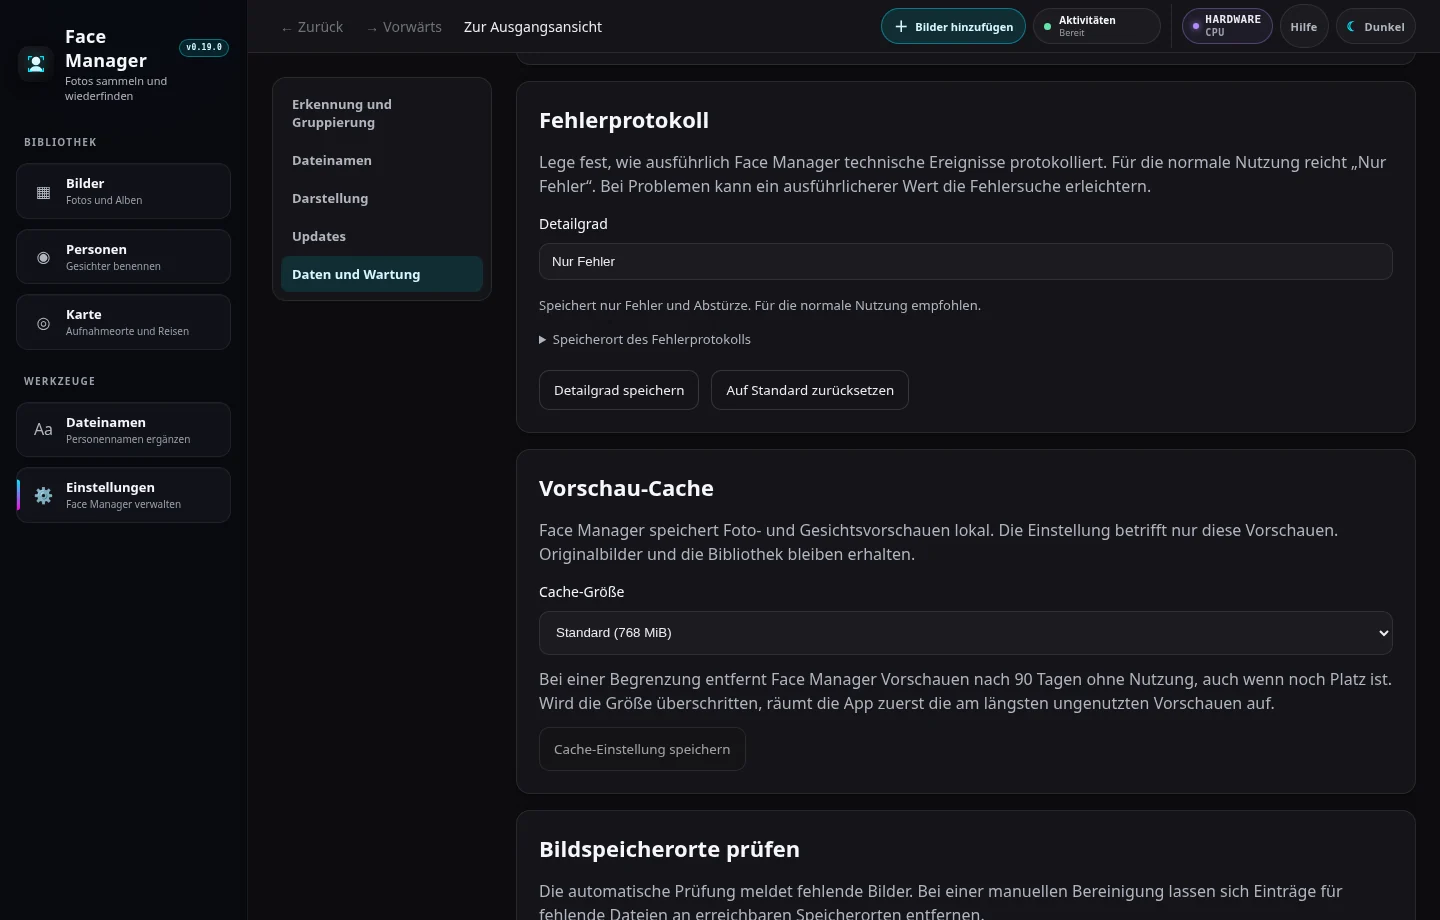 Face
Manager
v0.19.0
Fotos sammeln und
wiederfinden
BIBLIOTHEK
Bilder
Fotos und Alben
Personen
Gesichter benennen
Karte
Aufnahmeorte und Reisen
WERKZEUGE
Aa
Dateinamen
Personennamen ergänzen
Einstellungen
Face Manager verwalten
← Zurück
→ Vorwärts
Zur Ausgangsansicht
+ Bilder hinzufügen
Aktivitäten
Bereit
HARDWARE
CPU
Hilfe
Dunkel
Erkennung und
Gruppierung
Dateinamen
Darstellung
Updates
Daten und Wartung
Fehlerprotokoll
Lege fest, wie ausführlich Face Manager technische Ereignisse protokolliert. Für die normale Nutzung reicht „Nur
Fehler“. Bei Problemen kann ein ausführlicherer Wert die Fehlersuche erleichtern.
Detailgrad
Nur Fehler
Speichert nur Fehler und Abstürze. Für die normale Nutzung empfohlen.
Speicherort des Fehlerprotokolls
Detailgrad speichern
Auf Standard zurücksetzen
Vorschau-Cache
Face Manager speichert Foto- und Gesichtsvorschauen lokal. Die Einstellung betrifft nur diese Vorschauen.
Originalbilder und die Bibliothek bleiben erhalten.
Cache-Größe
Standard (768 MiB)
Bei einer Begrenzung entfernt Face Manager Vorschauen nach 90 Tagen ohne Nutzung, auch wenn noch Platz ist.
Wird die Größe überschritten, räumt die App zuerst die am längsten ungenutzten Vorschauen auf.
Cache-Einstellung speichern
Bildspeicherorte prüfen
Die automatische Prüfung meldet fehlende Bilder. Bei einer manuellen Bereinigung lassen sich Einträge für
fehlende Dateien an erreichbaren Speicherorten entfernen.